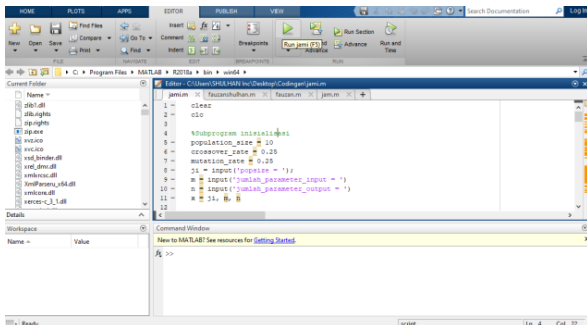 HOME PLOTS APPS EDITOR PUBLISH VIEW Search Documentation Log In
New Open Save Find Files Compare Print Go To Find Insert Comment Indent Breakpoints Run Section Advance Run and Time
Run jami (F5)
FILE NAVIGATE EDIT BREAKPOINTS RUN
C: Program Files MATLAB R2018a bin win64
Current Folder
Editor - C:\Users\SHULHAN Inc\Desktop\Codingan\jami.m
Name
jami.m fauzanshulhan.m fauzan.m jam.m
zlib1.dll
zlib.rights
zip.rights
zip.exe
xvz.ico
xvc.ico
xsd_binder.dll
xrel_dmv.dll
xmlxrcxc.dll
XmlParseru_x64.dll
xmlcore.dll
xerces-c_3_1.dll
1 - clear
2 - clc
3
4 %Subprogram inisialisasi
5 - population_size = 10
6 - crossover_rate = 0.25
7 - mutation_rate = 0.25
8 - ji = input('popsize = ');
9 - m = input('jumlah_parameter_input = ')
10 - n = input('jumlah_parameter_output = ')
11 - x = ji, m, n
12
Details
Workspace
Name Value
Command Window
New to MATLAB? See resources for Getting Started.
fx >>
Ready
script Ln 4 Col 22